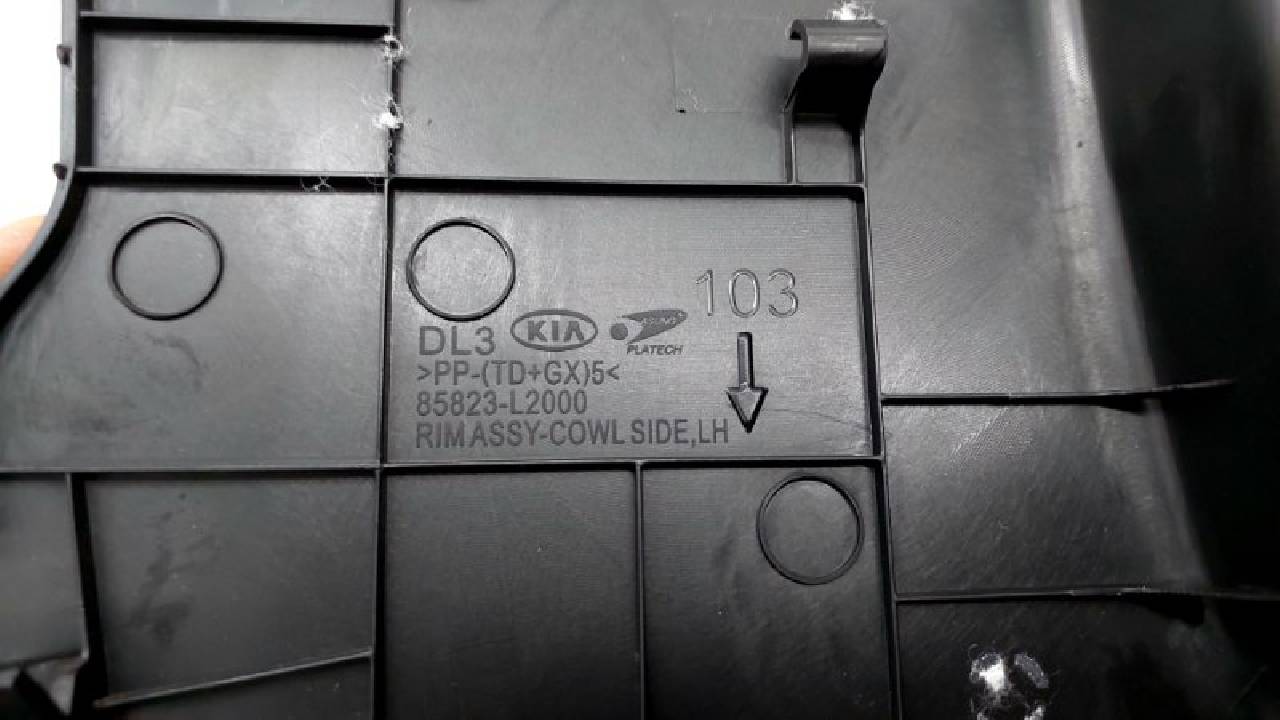 103
DL3 KIA PLATECH
>PP-(TD+GX)5<
85823-L2000
RIM ASSY-COWL SIDE,LH